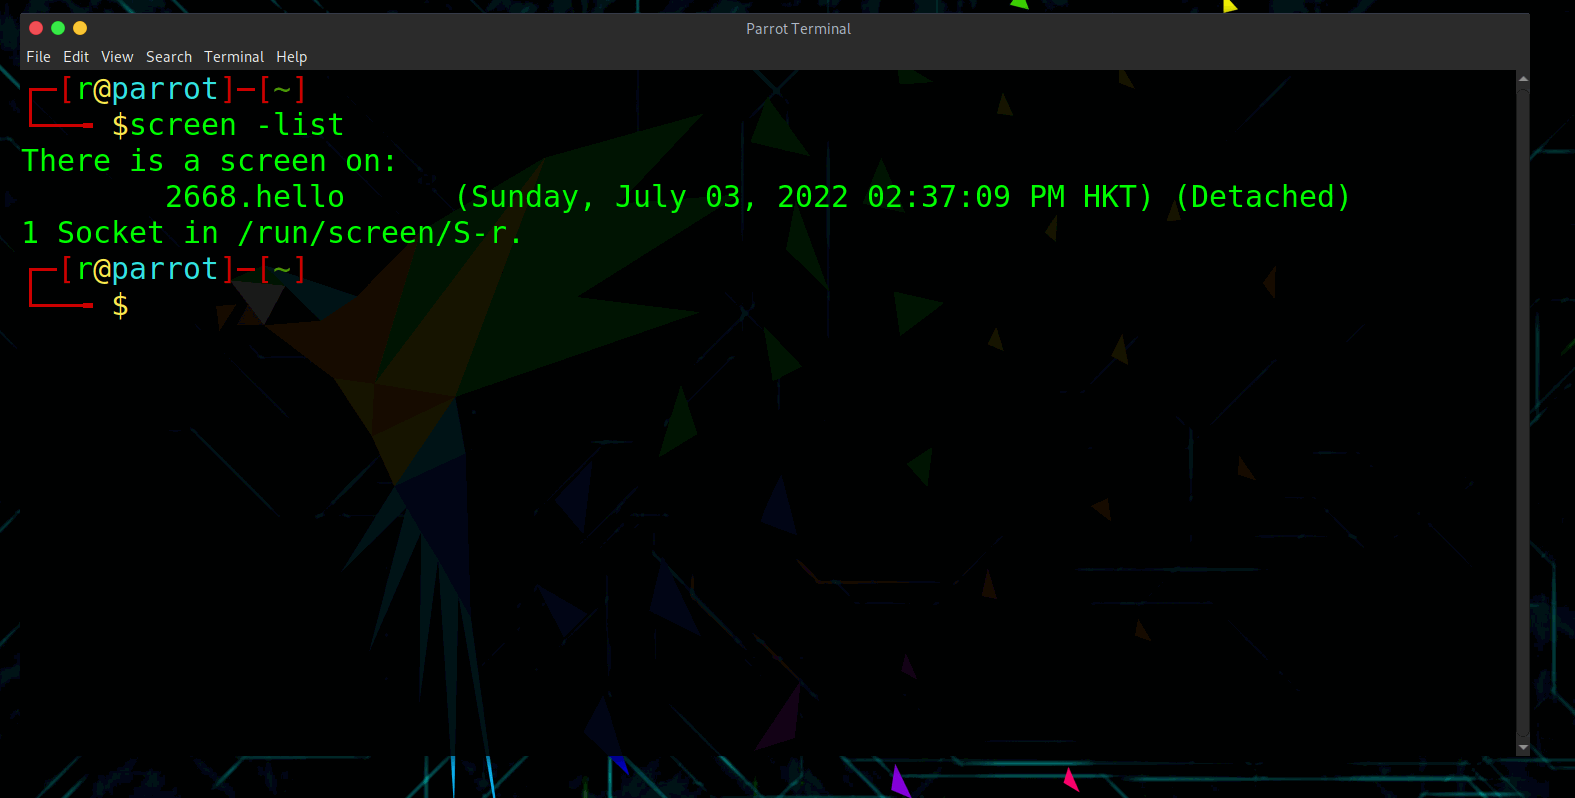 Parrot Terminal
File Edit View Search Terminal Help
┌─[r@parrot]─[~]
└──╼ $screen -list
There is a screen on:
	2668.hello	(Sunday, July 03, 2022 02:37:09 PM HKT)	(Detached)
1 Socket in /run/screen/S-r.
┌─[r@parrot]─[~]
└──╼ $